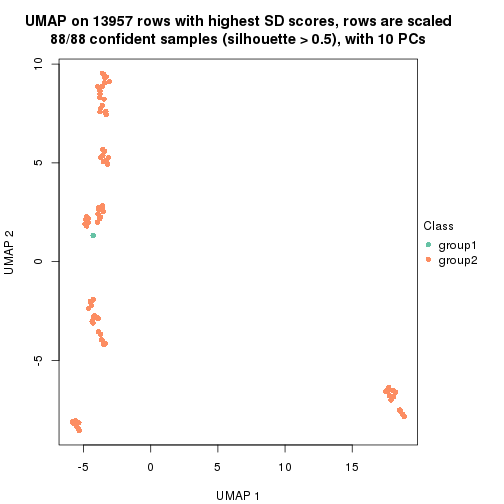 UMAP on 13957 rows with highest SD scores, rows are scaled
88/88 confident samples (silhouette > 0.5), with 10 PCs
10
5
0
-5
UMAP 2
-5
0
5
10
15
UMAP 1
Class
group1
group2